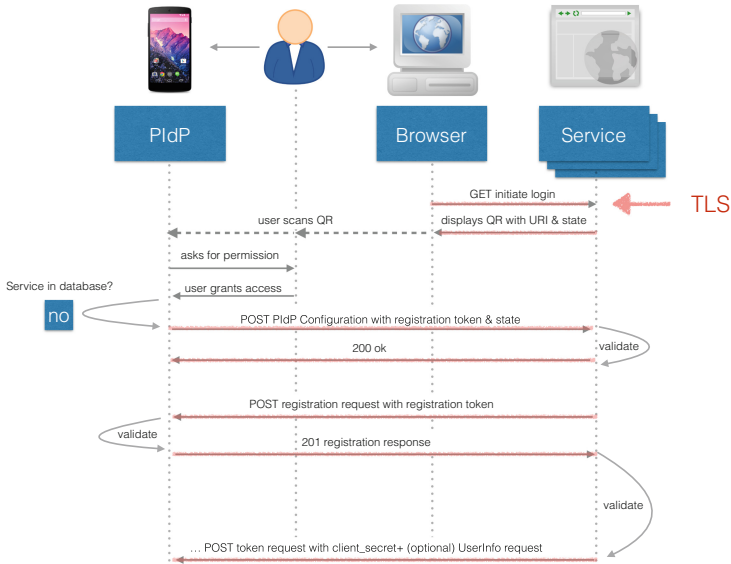 PIdP
Browser
Service
GET initiate login
TLS
user scans QR
displays QR with URI & state
asks for permission
Service in database?
user grants access
no
POST PIdP Configuration with registration token & state
200 ok
validate
POST registration request with registration token
validate
201 registration response
validate
... POST token request with client_secret+ (optional) UserInfo request